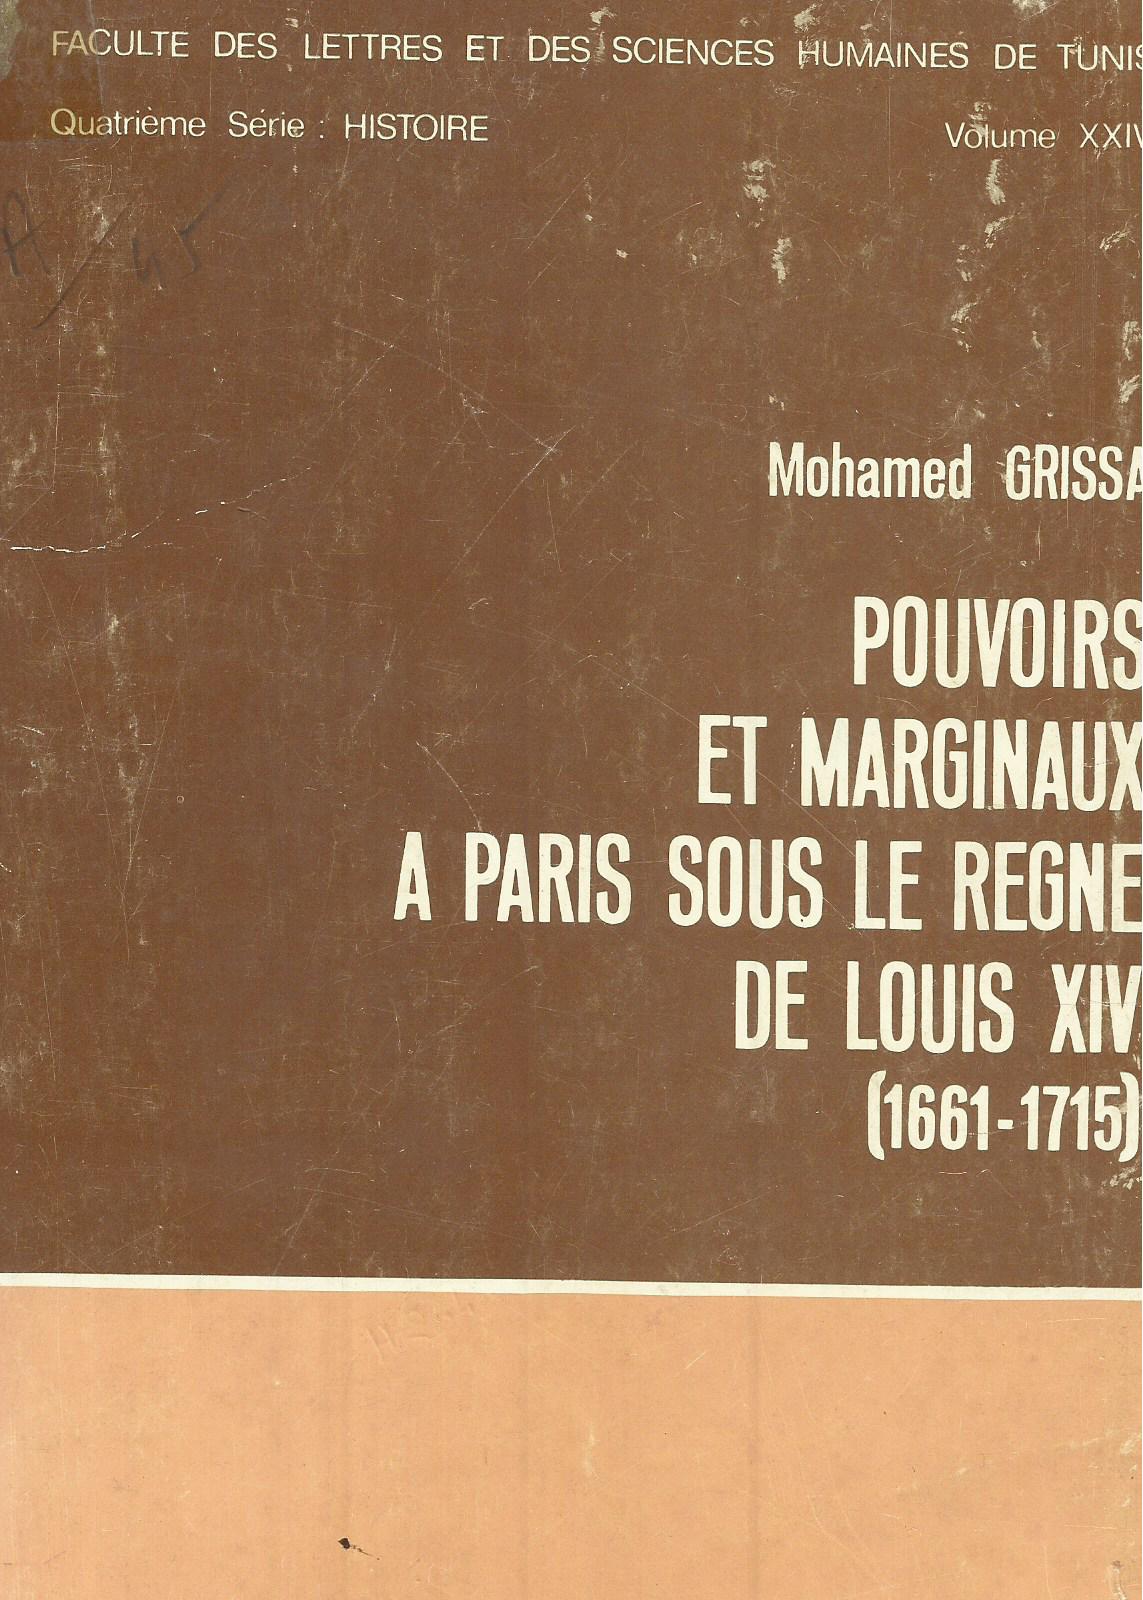 FACULTE DES LETTRES ET DES SCIENCES HUMAINES DE TUNIS
Quatrième Série : HISTOIRE
Volume XXIV
A/45
Mohamed GRISSA
POUVOIRS
ET MARGINAUX
A PARIS SOUS LE REGNE
DE LOUIS XIV
(1661-1715)